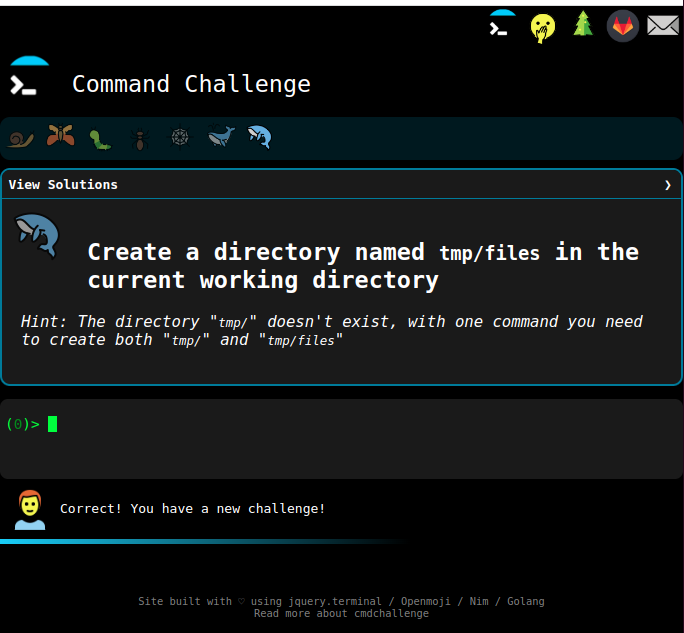 Command Challenge
View Solutions ❯
Create a directory named tmp/files in the
current working directory
Hint: The directory "tmp/" doesn't exist, with one command you need
to create both "tmp/" and "tmp/files"
(0)>
Correct! You have a new challenge!
Site built with ♡ using jquery.terminal / Openmoji / Nim / Golang
Read more about cmdchallenge